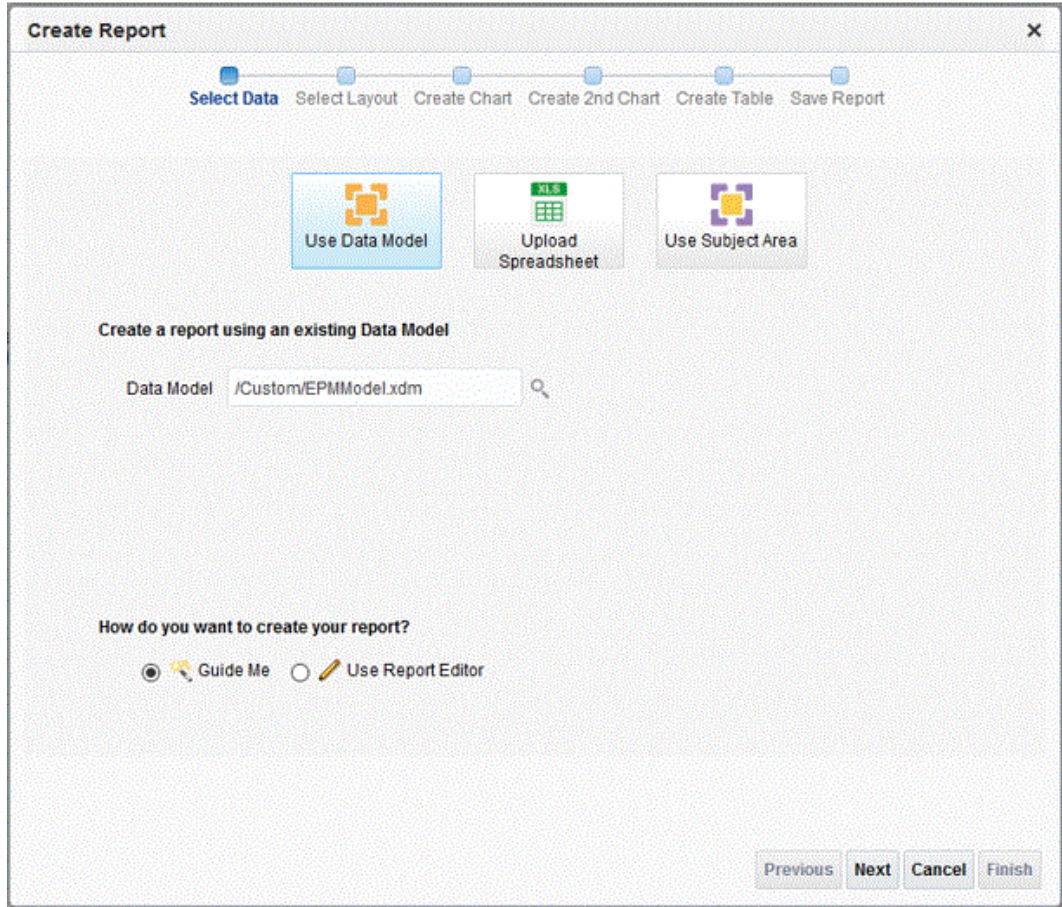 Create Report
Select Data Select Layout Create Chart Create 2nd Chart Create Table Save Report
Use Data Model
XLS
Upload
Spreadsheet
Use Subject Area
Create a report using an existing Data Model
Data Model /Custom/EPMModel.xdm
How do you want to create your report?
Guide Me Use Report Editor
Previous Next Cancel Finish